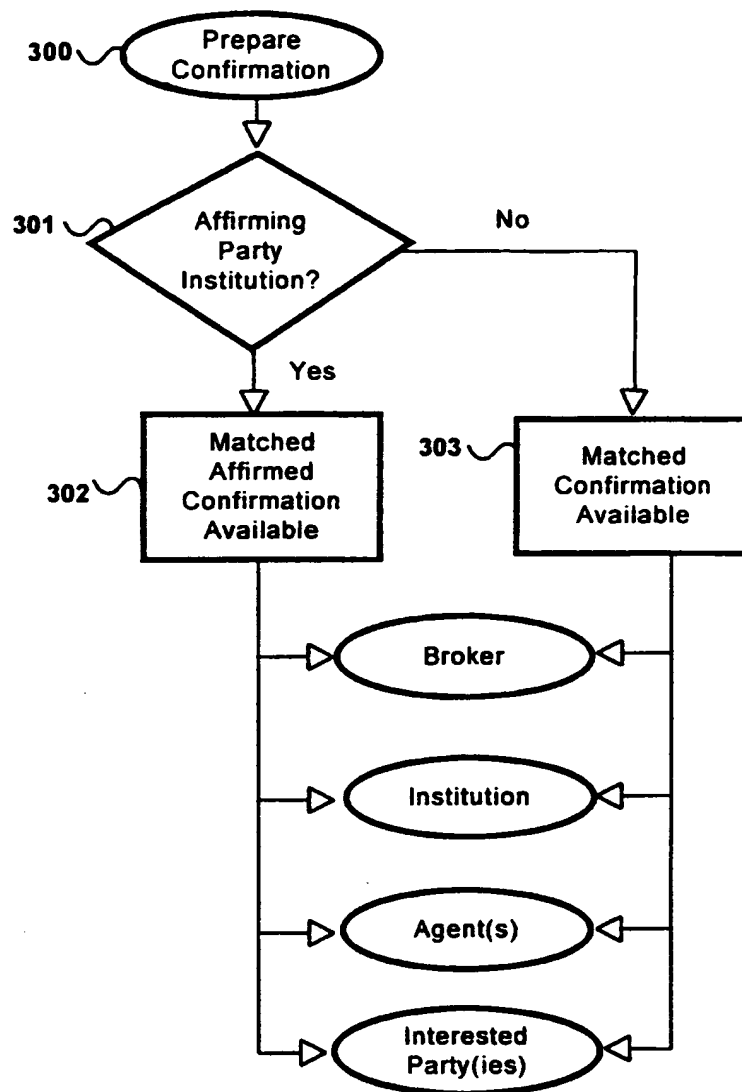 300
Prepare
Confirmation
301
Affirming
Party
Institution?
No
Yes
302
Matched
Affirmed
Confirmation
Available
303
Matched
Confirmation
Available
Broker
Institution
Agent(s)
Interested
Party(ies)